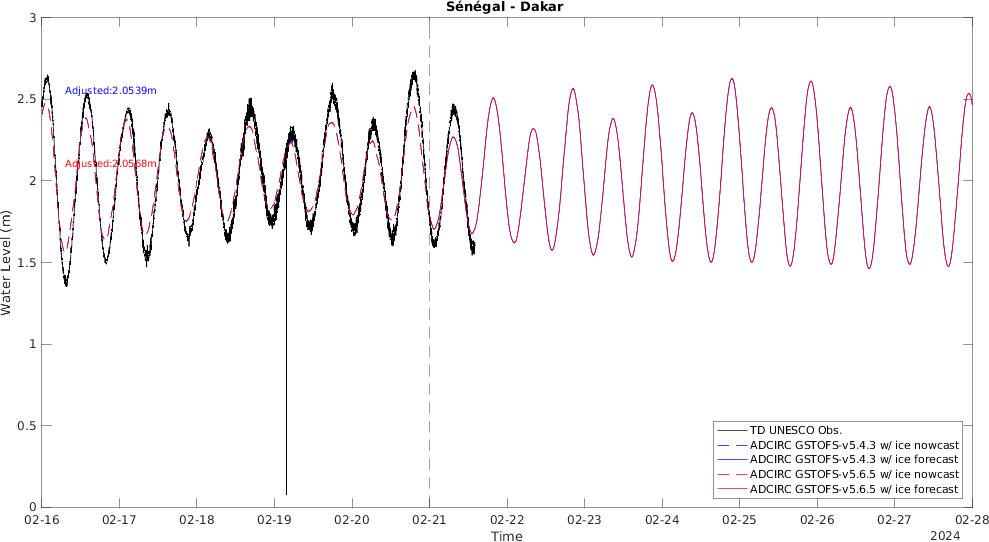 Sénégal - Dakar
3
2.5
2
1.5
1
0.5
0
Water Level (m)
Adjusted:2.0539m
Adjusted:2.0568m
TD UNESCO Obs.
ADCIRC GSTOFS-v5.4.3 w/ ice nowcast
ADCIRC GSTOFS-v5.4.3 w/ ice forecast
ADCIRC GSTOFS-v5.6.5 w/ ice nowcast
ADCIRC GSTOFS-v5.6.5 w/ ice forecast
02-16 02-17 02-18 02-19 02-20 02-21 02-22 02-23 02-24 02-25 02-26 02-27 02-28
Time
2024